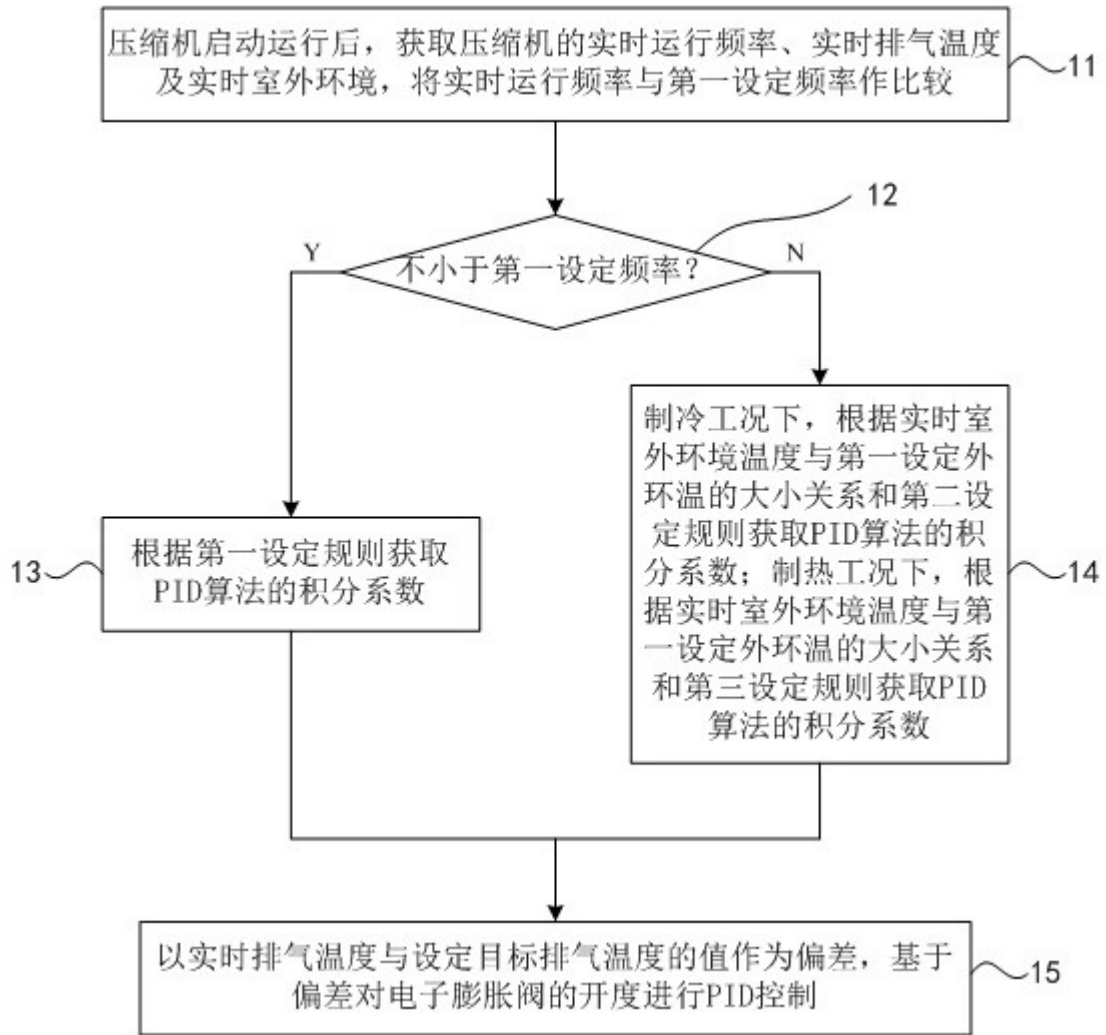 压缩机启动运行后，获取压缩机的实时运行频率、实时排气温度
及实时室外环境，将实时运行频率与第一设定频率作比较
11
12
Y
不小于第一设定频率？
N
制冷工况下，根据实时室
外环境温度与第一设定外
环温的大小关系和第二设
定规则获取PID算法的积
分系数；制热工况下，根
据实时室外环境温度与第
一设定外环温的大小关系
和第三设定规则获取PID
算法的积分系数
14
13
根据第一设定规则获取
PID算法的积分系数
以实时排气温度与设定目标排气温度的值作为偏差，基于
偏差对电子膨胀阀的开度进行PID控制
15